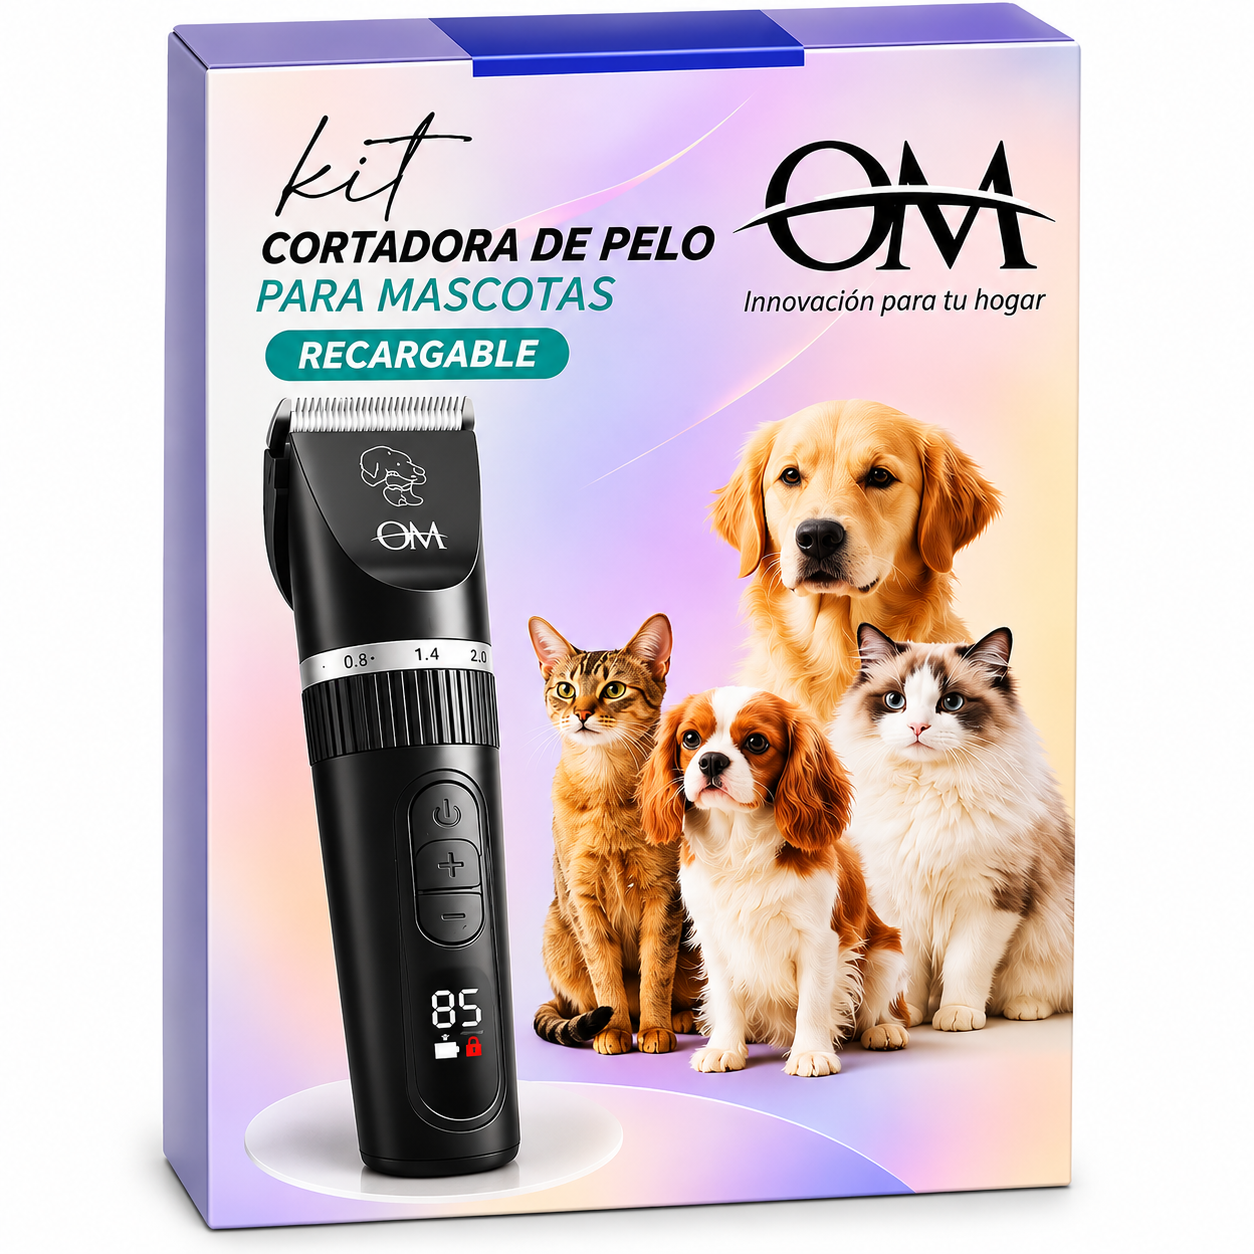 kit
CORTADORA DE PELO
PARA MASCOTAS
RECARGABLE
OM
Innovación para tu hogar
OM
0.8 1.4 2.0
85